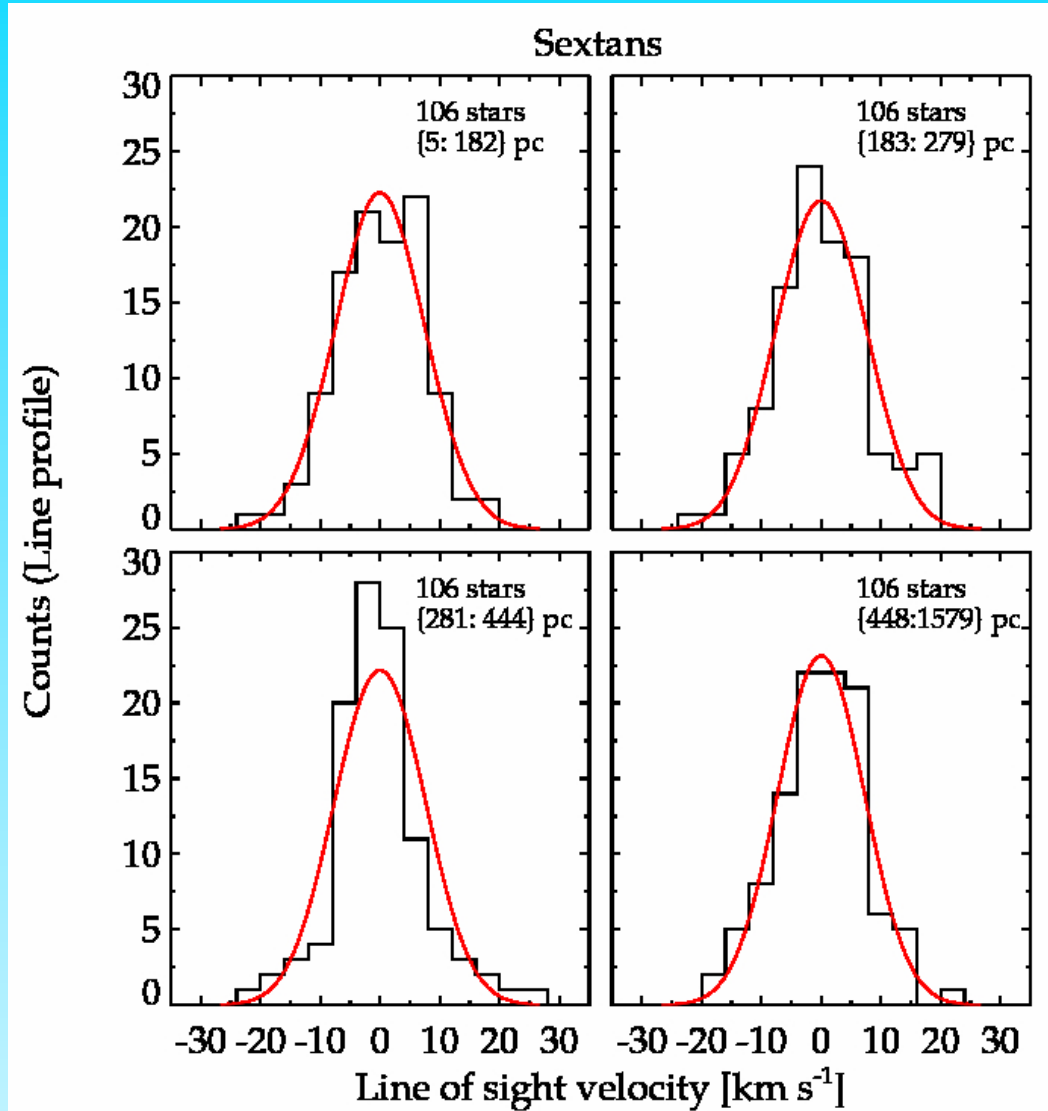 Sextans
Counts (Line profile)
30
25
20
15
10
5
0
106 stars
{5: 182} pc
106 stars
{183: 279} pc
30
25
20
15
10
5
0
106 stars
{281: 444} pc
106 stars
{448:1579} pc
-30 -20 -10 0 10 20 30
-30 -20 -10 0 10 20 30
Line of sight velocity [km s⁻¹]